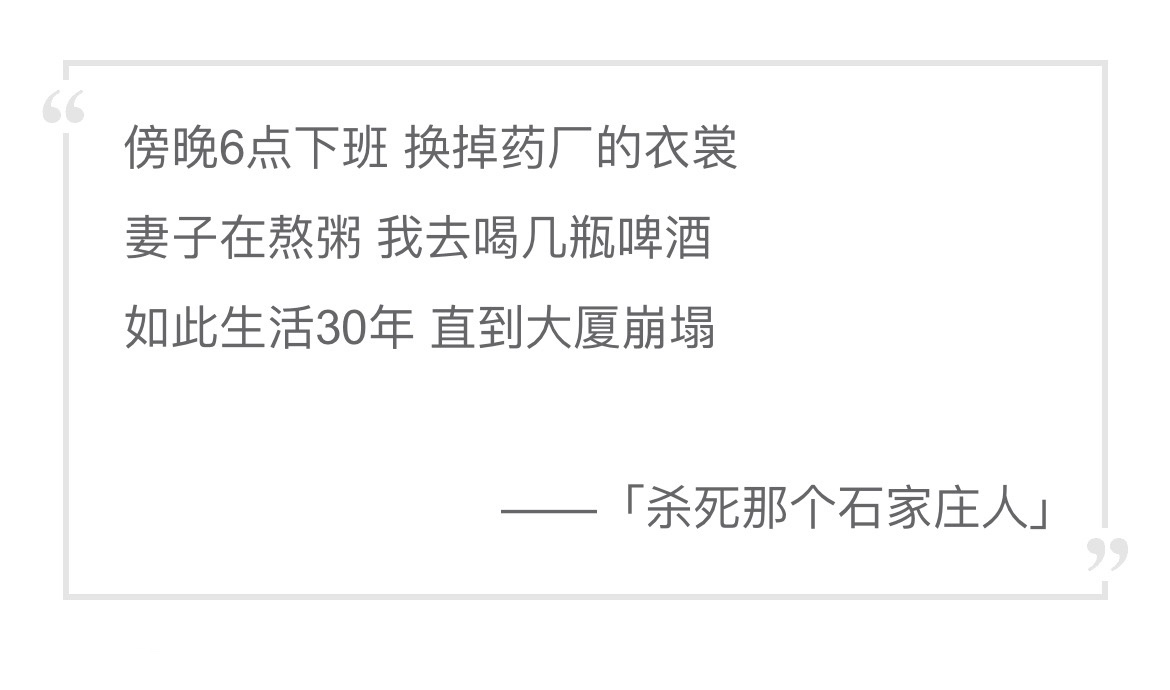 “
傍晚6点下班 换掉药厂的衣裳
妻子在熬粥 我去喝几瓶啤酒
如此生活30年 直到大厦崩塌
——「杀死那个石家庄人」
”